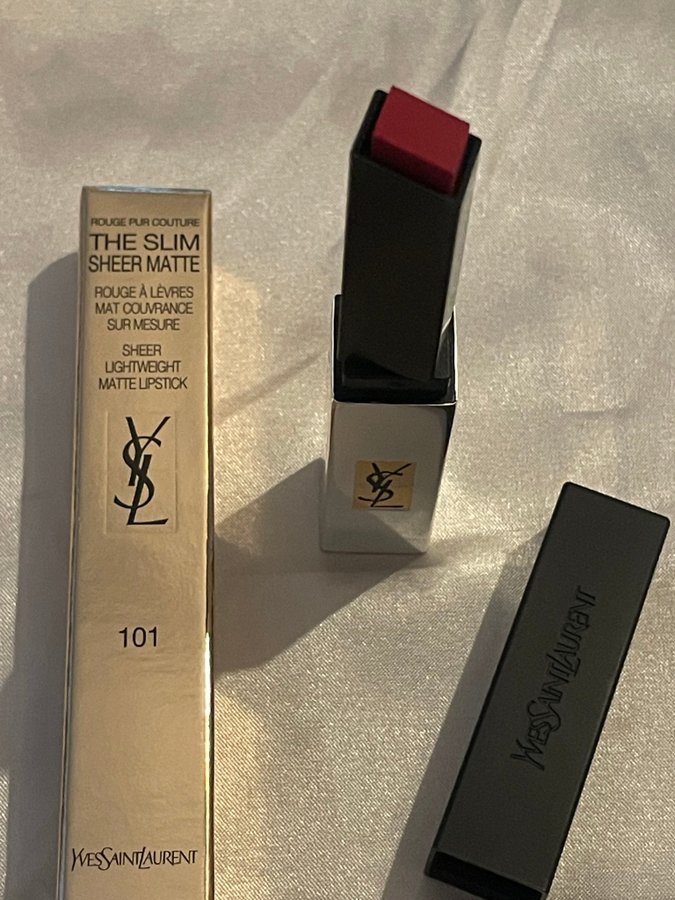 ROUGE PUR COUTURE
THE SLIM
SHEER MATTE
ROUGE À LÈVRES
MAT COUVRANCE
SUR MESURE
SHEER
LIGHTWEIGHT
MATTE LIPSTICK
YSL
101
YVESSAINTLAURENT
YSL
YVESSAINTLAURENT